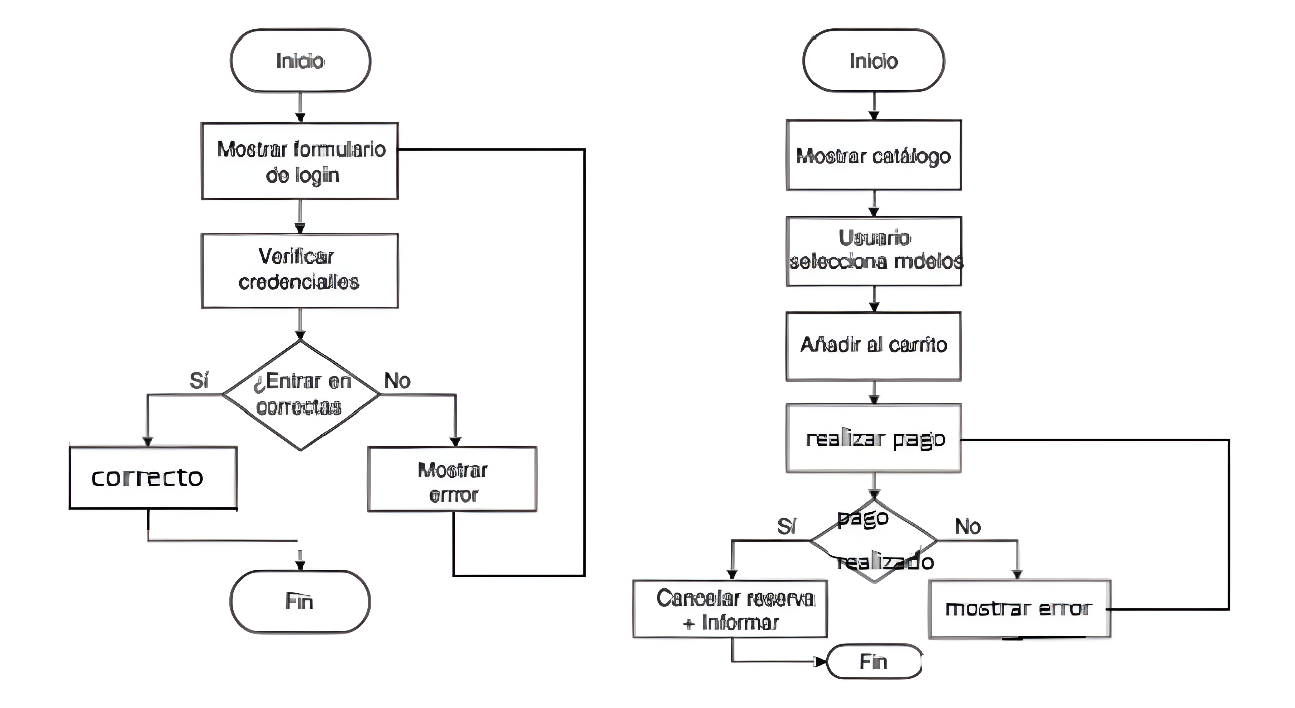 Inicio
Mostrar formulario
de login
Verificar
credencialles
¿Entrar en
correctas
Sí
No
correcto
Mostrar
error
Fin
Inicio
Mostrar catálogo
Usuario
selecciona mdelos
Añadir al carrito
realizar pago
pago
realizado
Sí
No
Cancelar reserva
+ Informar
mostrar error
Fin